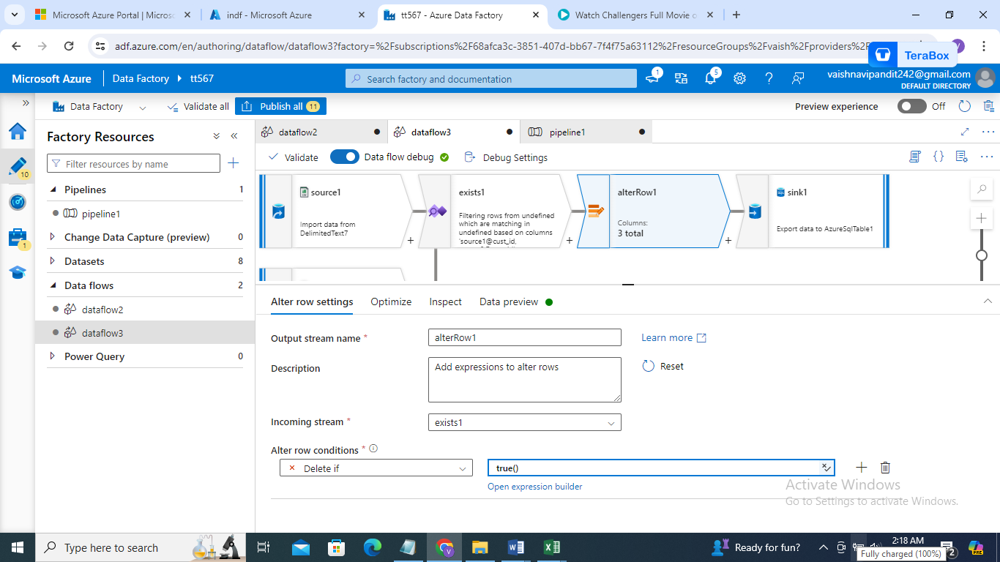 Microsoft Azure Portal | Micros
indf - Microsoft Azure
tt567 - Azure Data Factory
Watch Challengers Full Movie o
adf.azure.com/en/authoring/dataflow/dataflow3?factory=%2Fsubscriptions%2F68afca3c-3851-407d-bb67-7f4f75a63112%2FresourceGroups%2Fvaish%2Fproviders%2F
TeraBox
Microsoft Azure
Data Factory
tt567
Search factory and documentation
1
5
vaishnavipandit242@gmail.com
DEFAULT DIRECTORY
Data Factory
Validate all
Publish all 11
Preview experience
Off
Factory Resources
Filter resources by name
Pipelines 1
pipeline1
Change Data Capture (preview) 0
Datasets 8
Data flows 2
dataflow2
dataflow3
Power Query 0
10
1
dataflow2
dataflow3
pipeline1
Validate
Data flow debug
Debug Settings
source1
Import data from
DelimitedText7
exists1
Filtering rows from undefined
which are matching in
undefined based on columns
'source1@cust_id,
alterRow1
Columns:
3 total
sink1
Export data to AzureSqlTable1
Alter row settings
Optimize
Inspect
Data preview
Output stream name *
alterRow1
Learn more
Description
Add expressions to alter rows
Reset
Incoming stream *
exists1
Alter row conditions *
Delete if
true()
Open expression builder
Activate Windows
Go to Settings to activate Windows.
Type here to search
Ready for fun?
2:18 AM
Fully charged (100%)
2
PRE